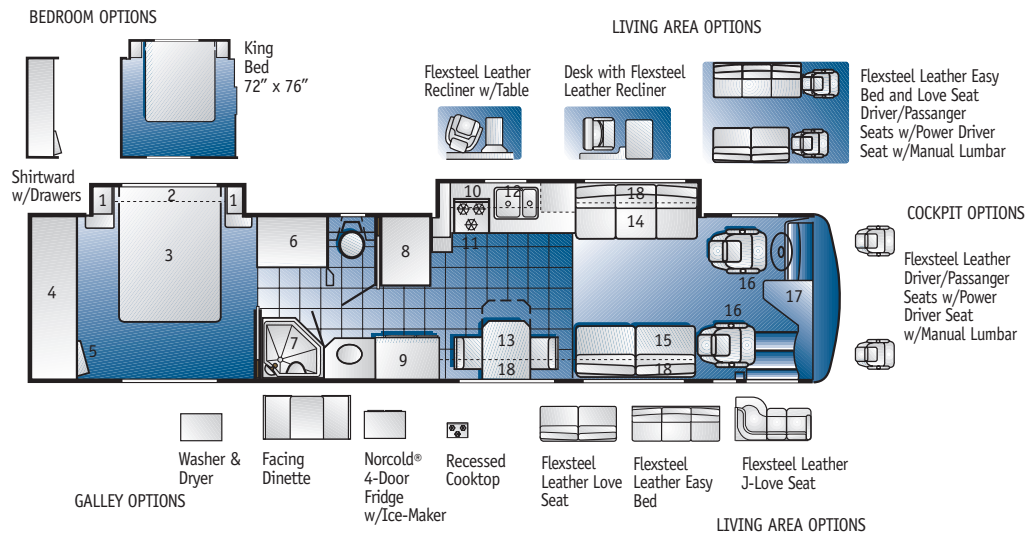 BEDROOM OPTIONS
King
Bed
72” x 76”
Shirtward
w/Drawers
LIVING AREA OPTIONS
Flexsteel Leather
Recliner w/Table
Desk with Flexsteel
Leather Recliner
Flexsteel Leather Easy
Bed and Love Seat
Driver/Passanger
Seats w/Power Driver
Seat w/Manual Lumbar
COCKPIT OPTIONS
Flexsteel Leather
Driver/Passanger
Seats w/Power
Driver Seat
w/Manual Lumbar
1
2
1
3
4
5
6
7
8
9
10
11
12
13
18
14
18
15
18
16
16
17
Washer &
Dryer
Facing
Dinette
Norcold®
4-Door
Fridge
w/Ice-Maker
Recessed
Cooktop
Flexsteel
Leather Love
Seat
Flexsteel
Leather Easy
Bed
Flexsteel Leather
J-Love Seat
GALLEY OPTIONS
LIVING AREA OPTIONS